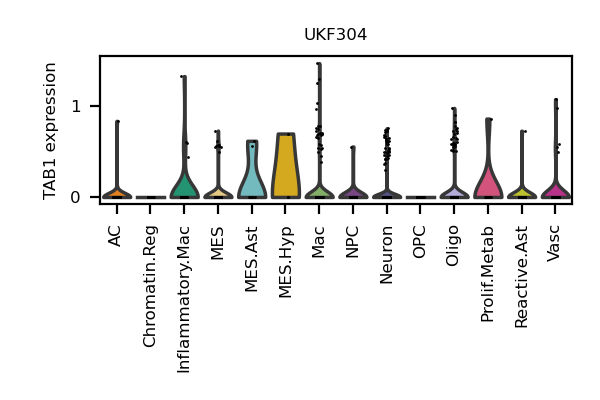 UKF304
TAB1 expression
1
0
AC
Chromatin.Reg
Inflammatory.Mac
MES
MES.Ast
MES.Hyp
Mac
NPC
Neuron
OPC
Oligo
Prolif.Metab
Reactive.Ast
Vasc